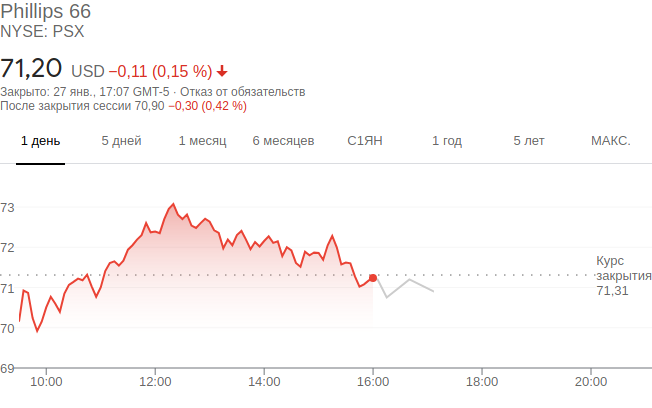 Phillips 66
NYSE: PSX
71,20 USD −0,11 (0,15 %)
Закрыто: 27 янв., 17:07 GMT-5 · Отказ от обязательств
После закрытия сессии 70,90 −0,30 (0,42 %)
1 день 5 дней 1 месяц 6 месяцев С1ЯН 1 год 5 лет МАКС.
73
72
Курс
закрытия
71,31
71
70
69
10:00 12:00 14:00 16:00 18:00 20:00